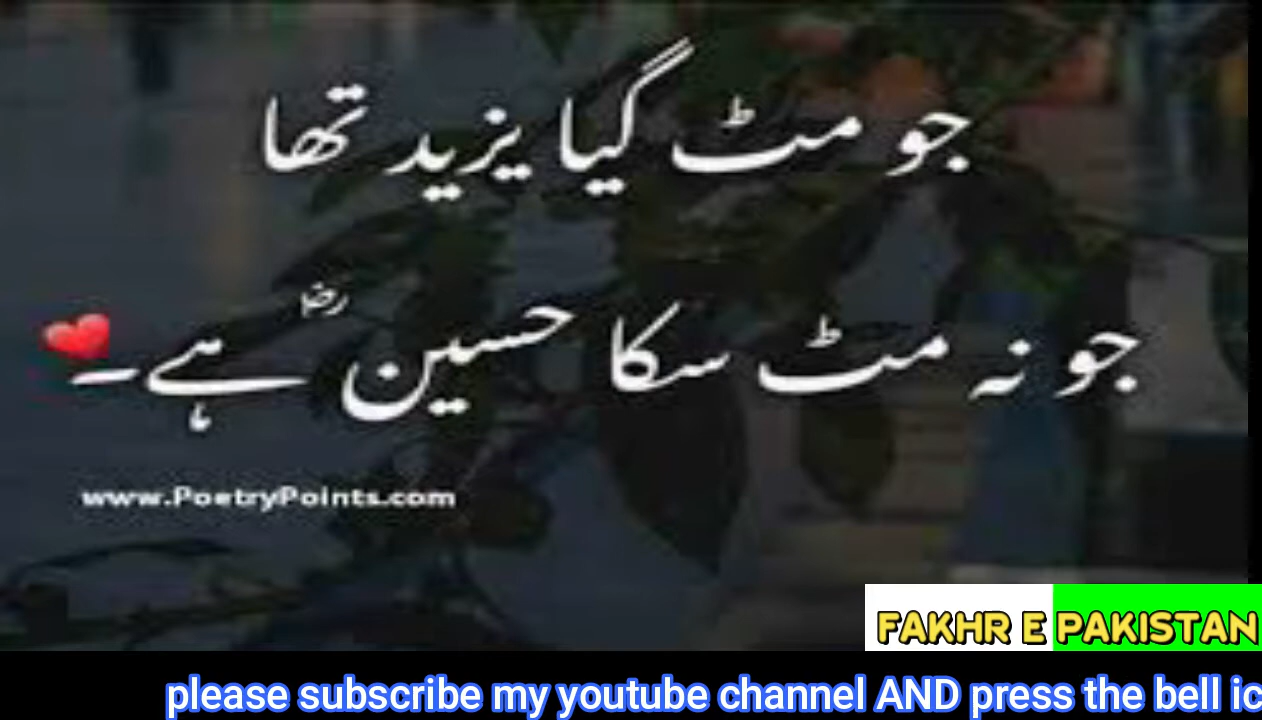 جو مٹ گیا یزید تھا
جو نہ مٹ سکا حسینؓ ہے۔❤
www.PoetryPoints.com
FAKHR E PAKISTAN
please subscribe my youtube channel AND press the bell ic